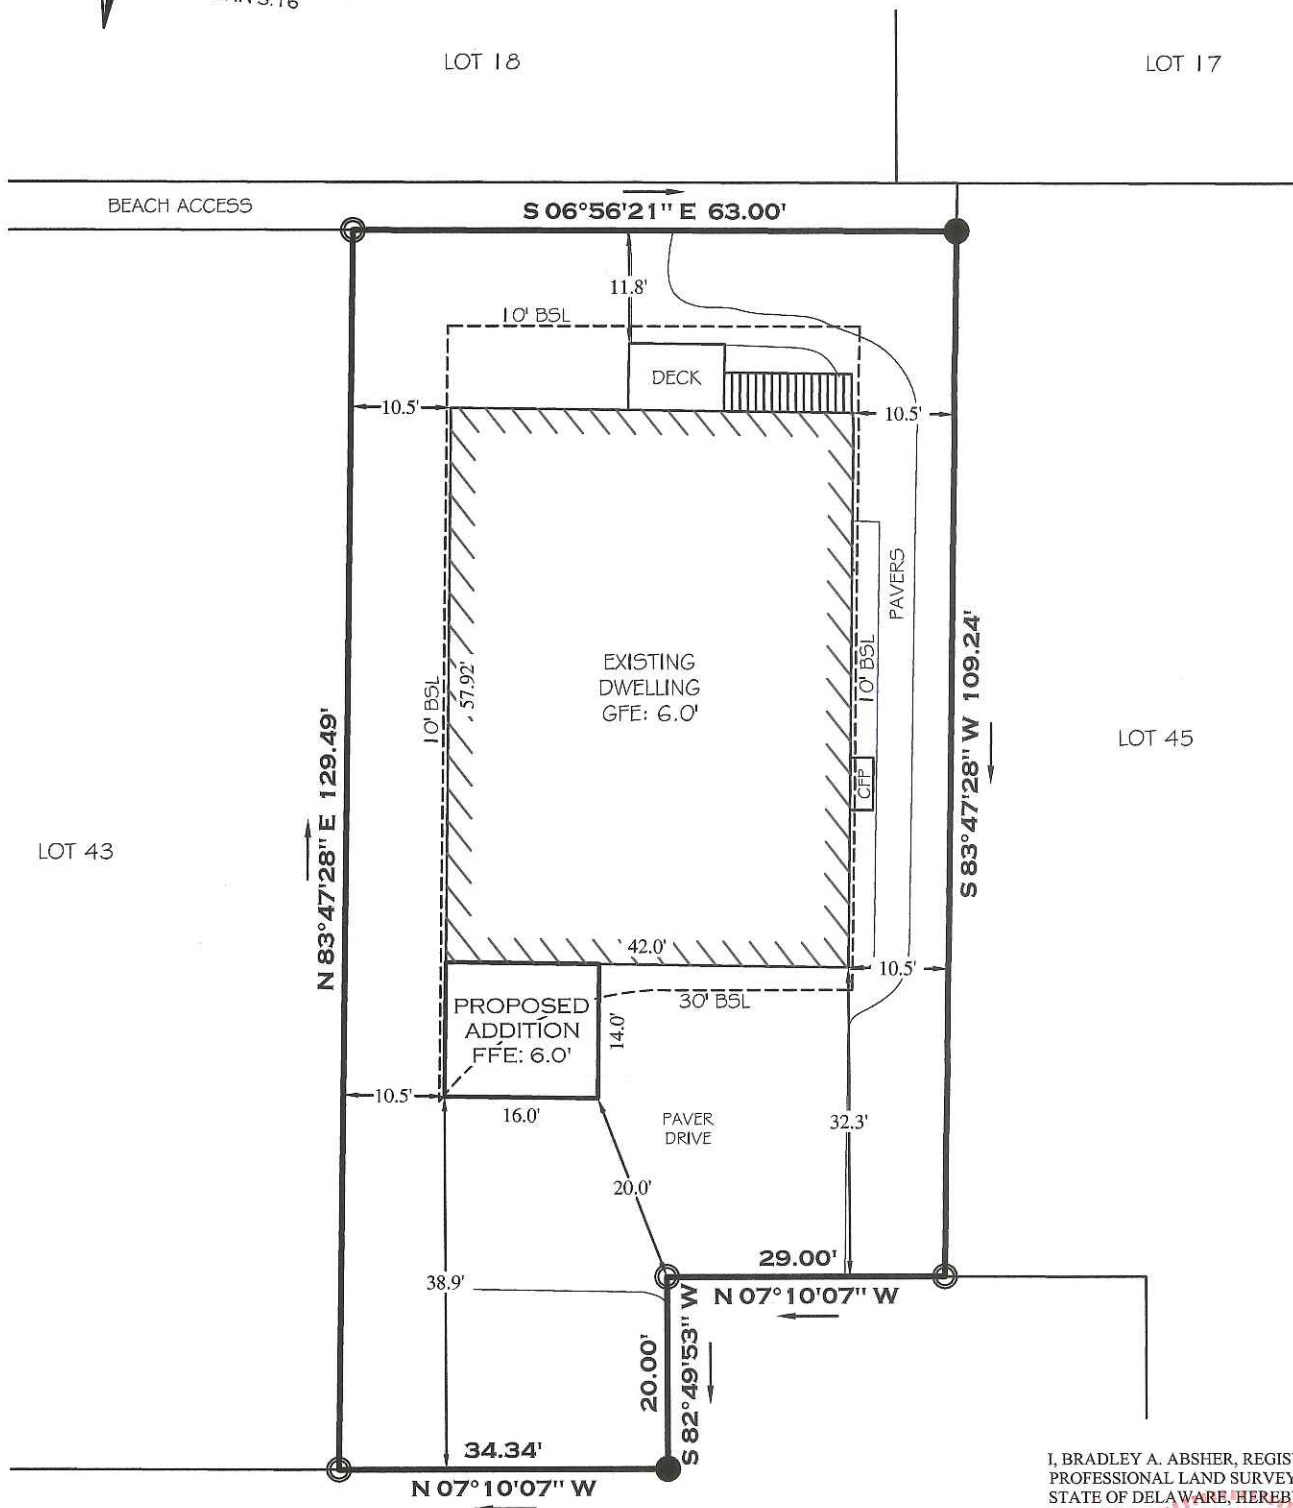 LOT 18
LOT 17
BEACH ACCESS
S 06°56'21" E 63.00'
11.8'
10' BSL
DECK
10.5'
10.5'
PAVERS
EXISTING
DWELLING
GFE: 6.0'
57.92'
10' BSL
10' BSL
CFP
N 83°47'28" E 129.49'
S 83°47'28" W 109.24'
LOT 45
LOT 43
42.0'
10.5'
30' BSL
PROPOSED
ADDITION
FFE: 6.0'
14.0'
10.5'
16.0'
PAVER
DRIVE
32.3'
20.0'
38.9'
29.00'
N 07°10'07" W
20.00'
S 82°49'53" W
34.34'
N 07°10'07" W
I, BRADLEY A. ABSHER, REGIS
PROFESSIONAL LAND SURVEY
STATE OF DELAWARE, HEREB